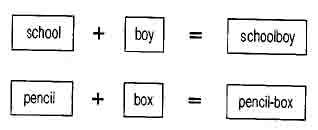 school + boy = schoolboy
pencil + box = pencil-box